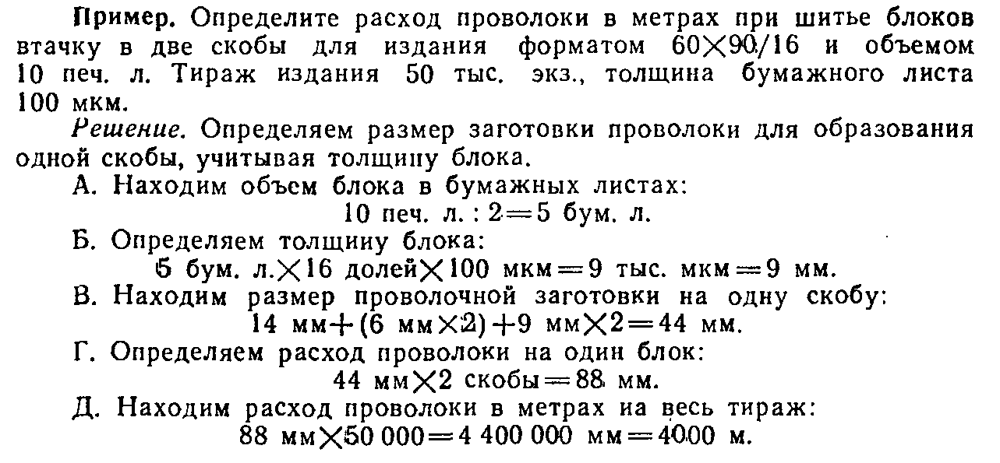 Пример. Определите расход проволоки в метрах при шитье блоков
втачку в две скобы для издания форматом 60×90/16 и объемом
10 печ. л. Тираж издания 50 тыс. экз., толщина бумажного листа
100 мкм.
Решение. Определяем размер заготовки проволоки для образования
одной скобы, учитывая толщину блока.
А. Находим объем блока в бумажных листах:
10 печ. л. : 2=5 бум. л.
Б. Определяем толщину блока:
5 бум. л.×16 долей×100 мкм=9 тыс. мкм=9 мм.
В. Находим размер проволочной заготовки на одну скобу:
14 мм+(6 мм×2)+9 мм×2=44 мм.
Г. Определяем расход проволоки на один блок:
44 мм×2 скобы=88 мм.
Д. Находим расход проволоки в метрах на весь тираж:
88 мм×50 000=4 400 000 мм=4000 м.